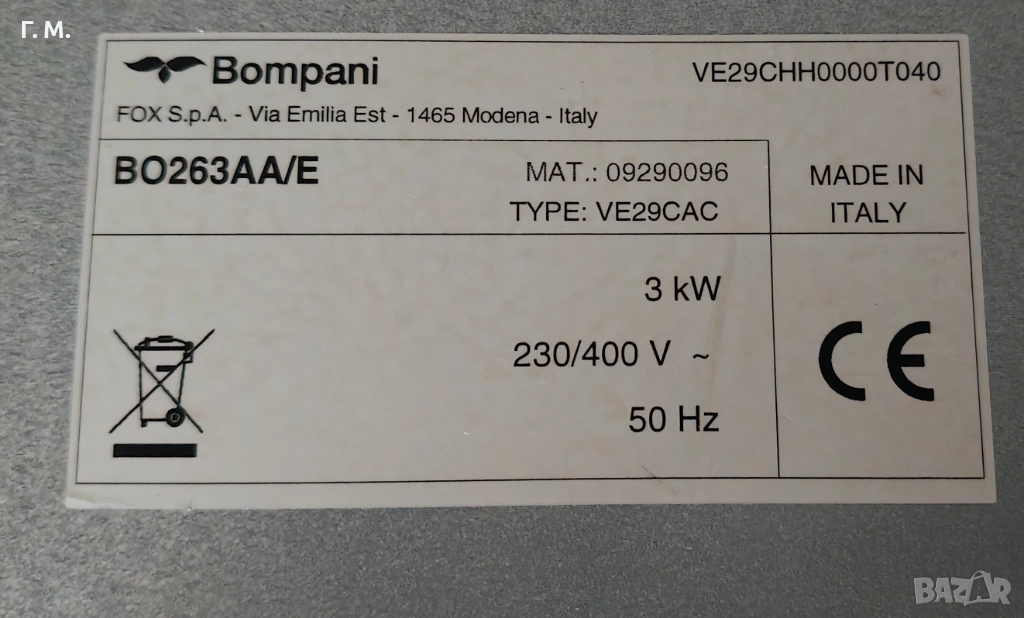 Г. М.
Bompani
VE29CHH0000T040
FOX S.p.A. - Via Emilia Est - 1465 Modena - Italy
BO263AA/E
MAT.: 09290096
TYPE: VE29CAC
MADE IN
ITALY
3 kW
230/400 V ~
50 Hz
CE
BAZAR